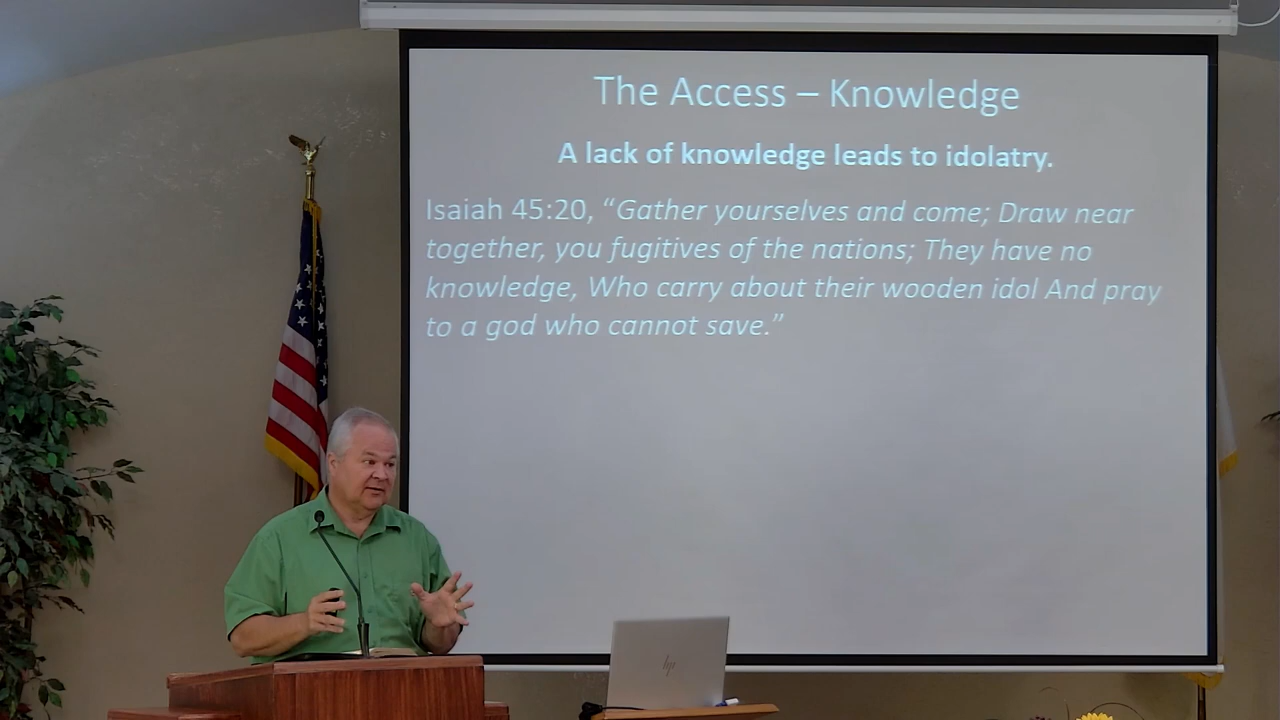 The Access – Knowledge
A lack of knowledge leads to idolatry.
Isaiah 45:20, “Gather yourselves and come; Draw near
together, you fugitives of the nations; They have no
knowledge, Who carry about their wooden idol And pray
to a god who cannot save.”
hp